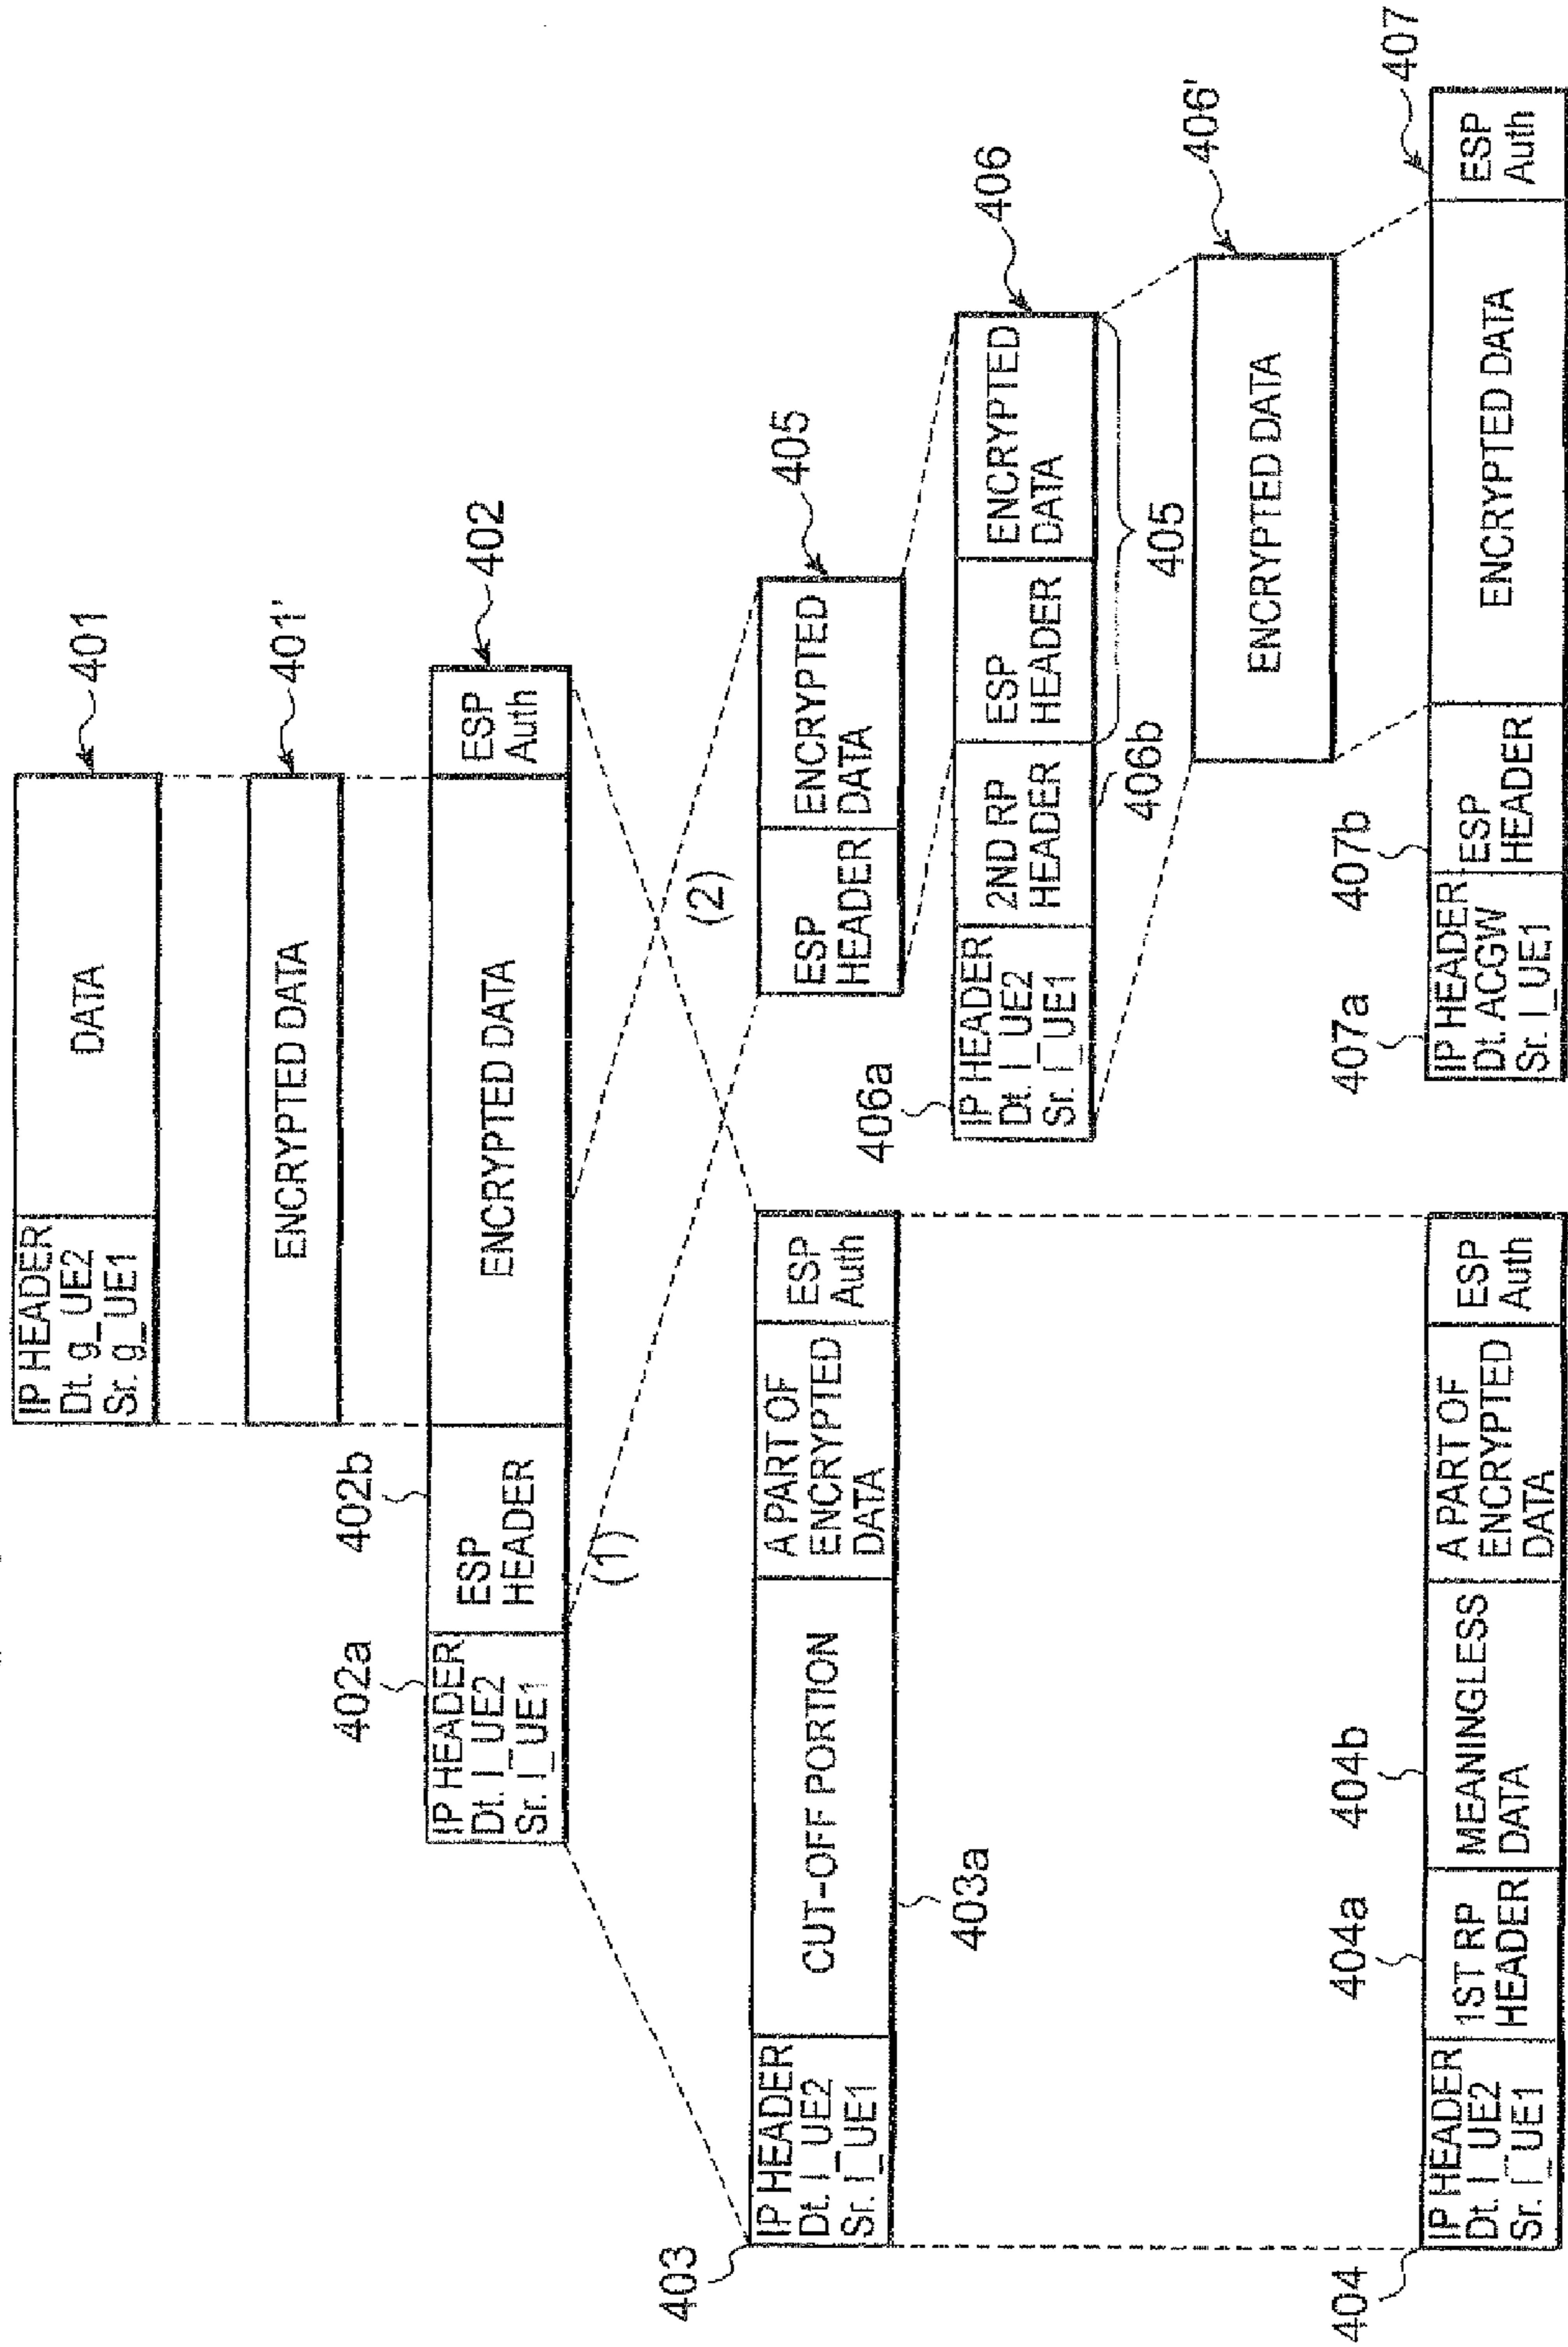 401
IP HEADER
Dt. g_UE2
Sr. g_UE1
DATA
401'
ENCRYPTED DATA
402a
402b
402
IP HEADER
Dt. l_UE2
Sr. l_UE1
ESP
HEADER
ENCRYPTED DATA
ESP
Auth
(1)
(2)
403
IP HEADER
Dt. l_UE2
Sr. l_UE1
CUT-OFF PORTION
A PART OF
ENCRYPTED
DATA
ESP
Auth
403a
405
ESP
HEADER
ENCRYPTED
DATA
406a
406
IP HEADER
Dt. l_UE2
Sr. l_UE1
2ND RP
HEADER
ESP
HEADER
ENCRYPTED
DATA
406b
405
406'
ENCRYPTED DATA
404
404a
404b
IP HEADER
Dt. l_UE2
Sr. l_UE1
1ST RP
HEADER
MEANINGLESS
DATA
A PART OF
ENCRYPTED
DATA
ESP
Auth
407a
407b
407
IP HEADER
Dt. ACGW
Sr. l_UE1
ESP
HEADER
ENCRYPTED DATA
ESP
Auth